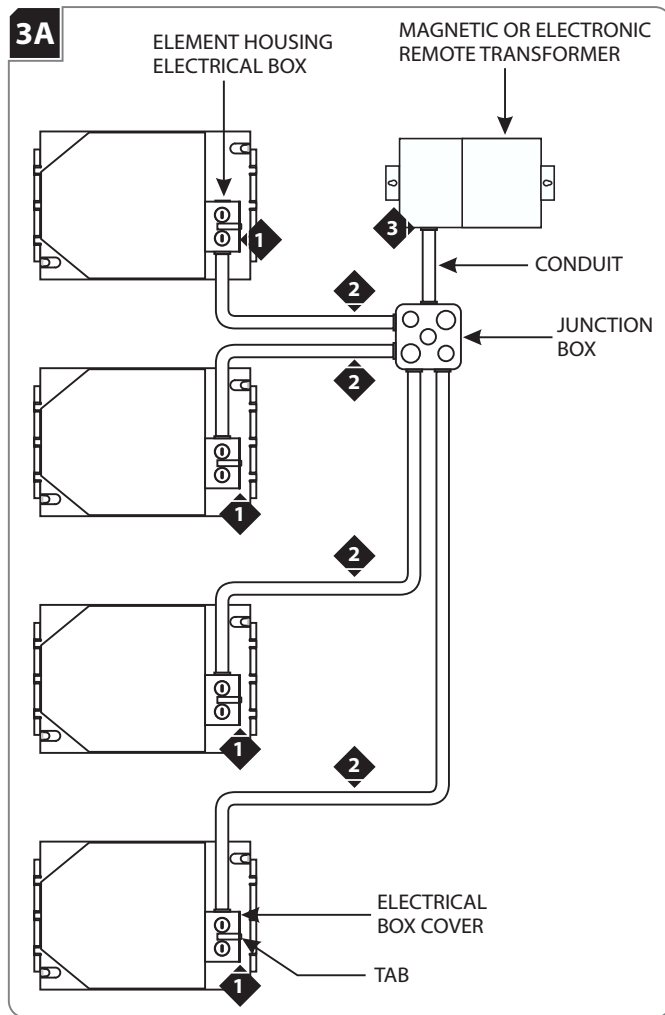 3A
ELEMENT HOUSING
ELECTRICAL BOX
MAGNETIC OR ELECTRONIC
REMOTE TRANSFORMER
1
3
CONDUIT
2
JUNCTION
BOX
2
1
2
1
2
ELECTRICAL
BOX COVER
TAB
1